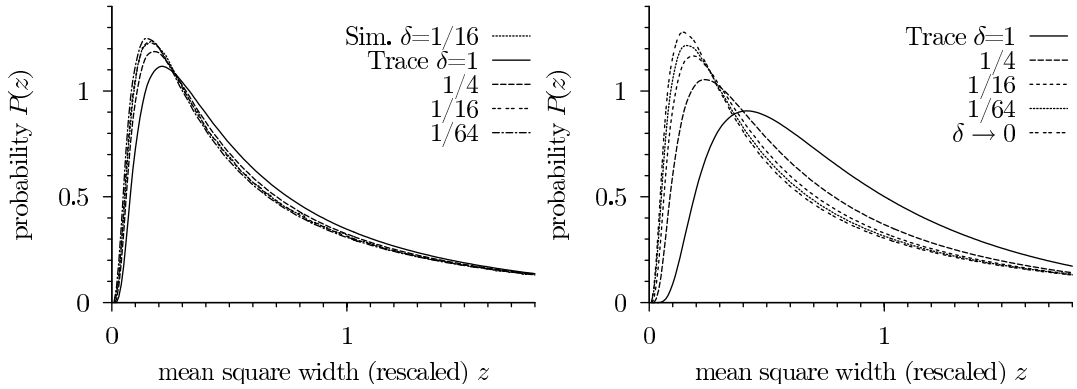 Sim. δ=1/16
Trace δ=1
1/4
1/16
1/64
1
0.5
0
0
1
probability P(z)
mean square width (rescaled) z
Trace δ=1
1/4
1/16
1/64
δ → 0
1
0.5
0
0
1
probability P(z)
mean square width (rescaled) z